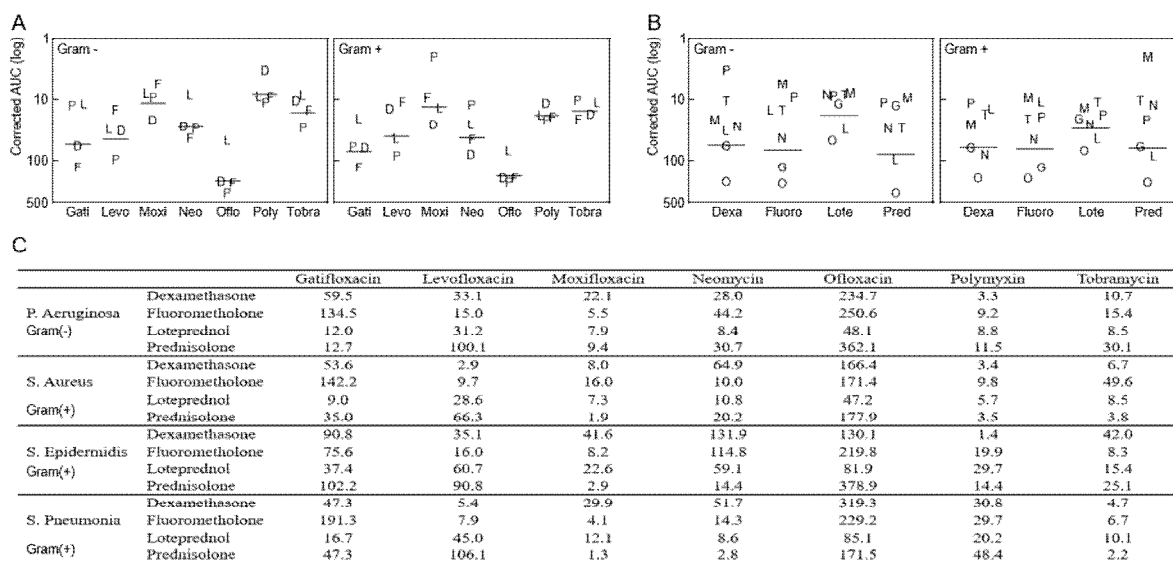 A
B
Corrected AUC (log)
1
10
100
500
Gram -
P L
F
L D
P
F
L P
D
L
D P
F
L
D F
P
D
L F
P
L
D
F
P
Gram +
L
P D
F
F
D
L
P
P
F
L
D
P
L
F
D
L
D F
P
D
L
P
L
F D
Gati Levo Moxi Neo Oflo Poly Tobra
Gati Levo Moxi Neo Oflo Poly Tobra
Corrected AUC (log)
1
10
100
500
Gram -
P
T
M N
L
G
O
M
P
L T
N
G
O
N P T M
G
L
O
P G M
N T
L
O
Gram +
P
T L
M
G
N
O
M L
T P
N
G
O
M T
G N P
L
O
M
T N
P
G
L
O
Dexa Fluoro Lote Pred
Dexa Fluoro Lote Pred
C
Gatifloxacin Levofloxacin Moxifloxacin Neomycin Ofloxacin Polymyxin Tobramycin
P. Aeruginosa
Gram(-)
Dexamethasone 59.5 33.1 22.1 28.0 234.7 3.3 10.7
Fluorometholone 134.5 15.0 5.5 44.2 250.6 9.2 15.4
Loteprednol 12.0 31.2 7.9 8.4 48.1 8.8 8.5
Prednisolone 12.7 100.1 9.4 30.7 362.1 11.5 30.1
S. Aureus
Gram(+)
Dexamethasone 53.6 2.9 8.0 64.9 166.4 3.4 6.7
Fluorometholone 142.2 9.7 16.0 10.0 171.4 9.8 49.6
Loteprednol 9.0 28.6 7.3 10.8 47.2 5.7 8.5
Prednisolone 35.0 66.3 1.9 20.2 177.9 3.5 3.8
S. Epidermidis
Gram(+)
Dexamethasone 90.8 35.1 41.6 131.9 130.1 1.4 42.0
Fluorometholone 75.6 16.0 8.2 114.8 219.8 19.9 8.3
Loteprednol 37.4 60.7 22.6 59.1 81.9 29.7 15.4
Prednisolone 102.2 90.8 2.9 14.4 378.9 14.4 25.1
S. Pneumonia
Gram(+)
Dexamethasone 47.3 5.4 29.9 51.7 319.3 30.8 4.7
Fluorometholone 191.3 7.9 4.1 14.3 229.2 29.7 6.7
Loteprednol 16.7 45.0 12.1 8.6 85.1 20.2 10.1
Prednisolone 47.3 106.1 1.3 2.8 171.5 48.4 2.2